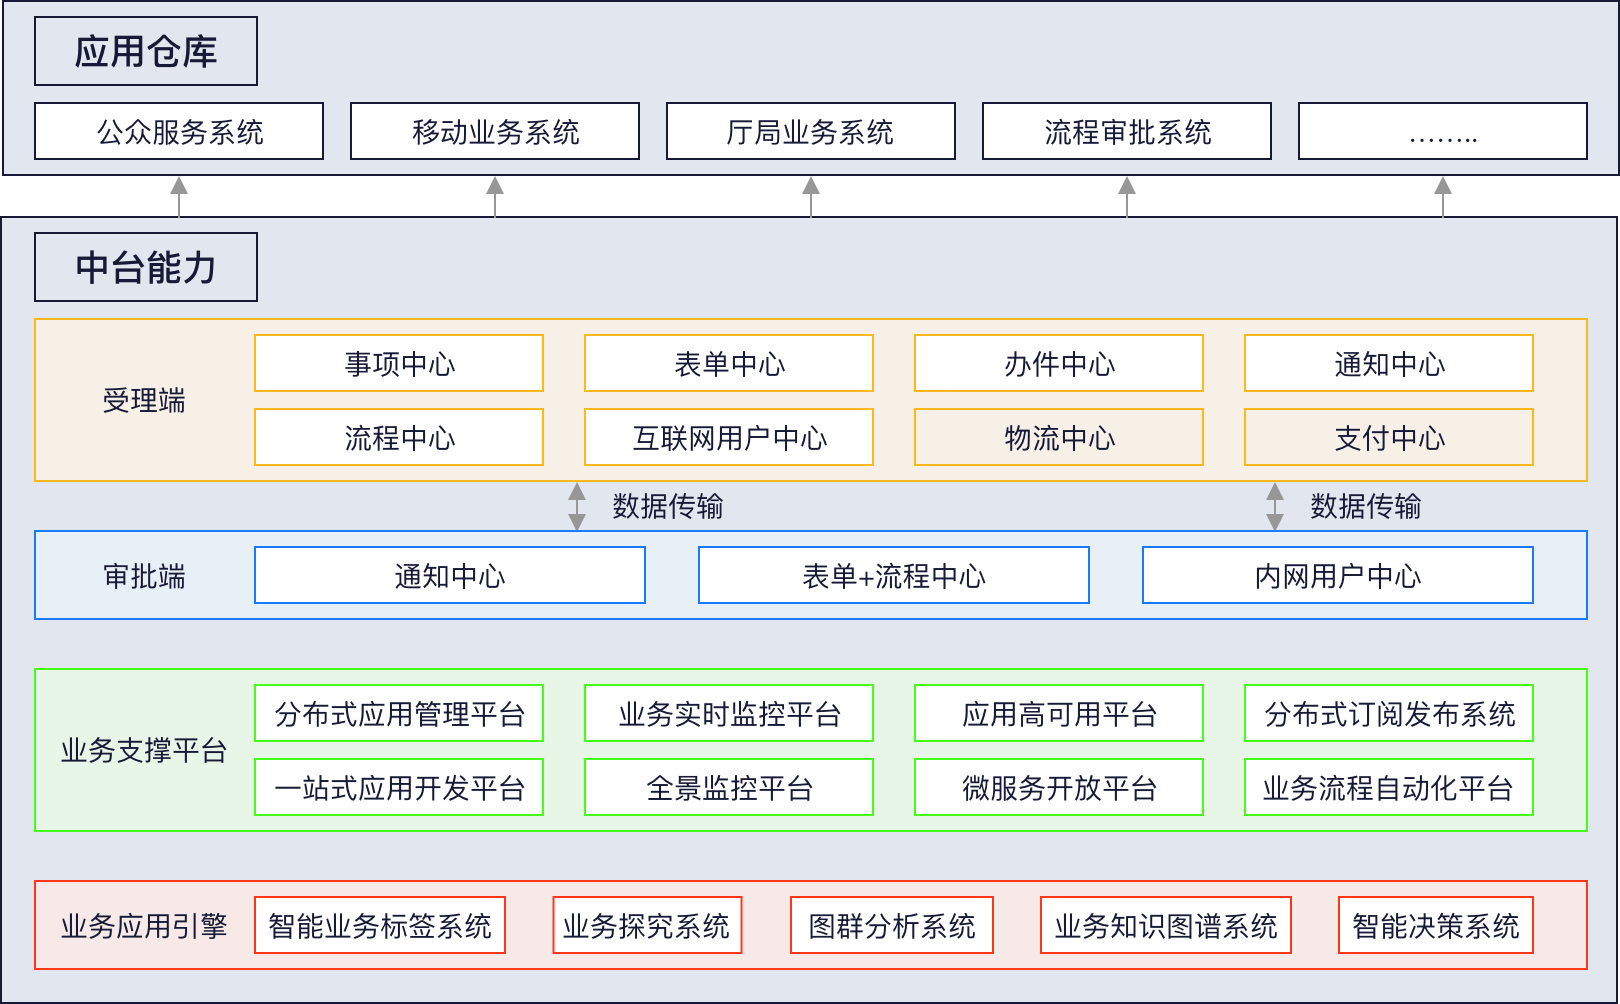 应用仓库
公众服务系统
移动业务系统
厅局业务系统
流程审批系统
……..
中台能力
受理端
事项中心
表单中心
办件中心
通知中心
流程中心
互联网用户中心
物流中心
支付中心
数据传输
数据传输
审批端
通知中心
表单+流程中心
内网用户中心
业务支撑平台
分布式应用管理平台
业务实时监控平台
应用高可用平台
分布式订阅发布系统
一站式应用开发平台
全景监控平台
微服务开放平台
业务流程自动化平台
业务应用引擎
智能业务标签系统
业务探究系统
图群分析系统
业务知识图谱系统
智能决策系统